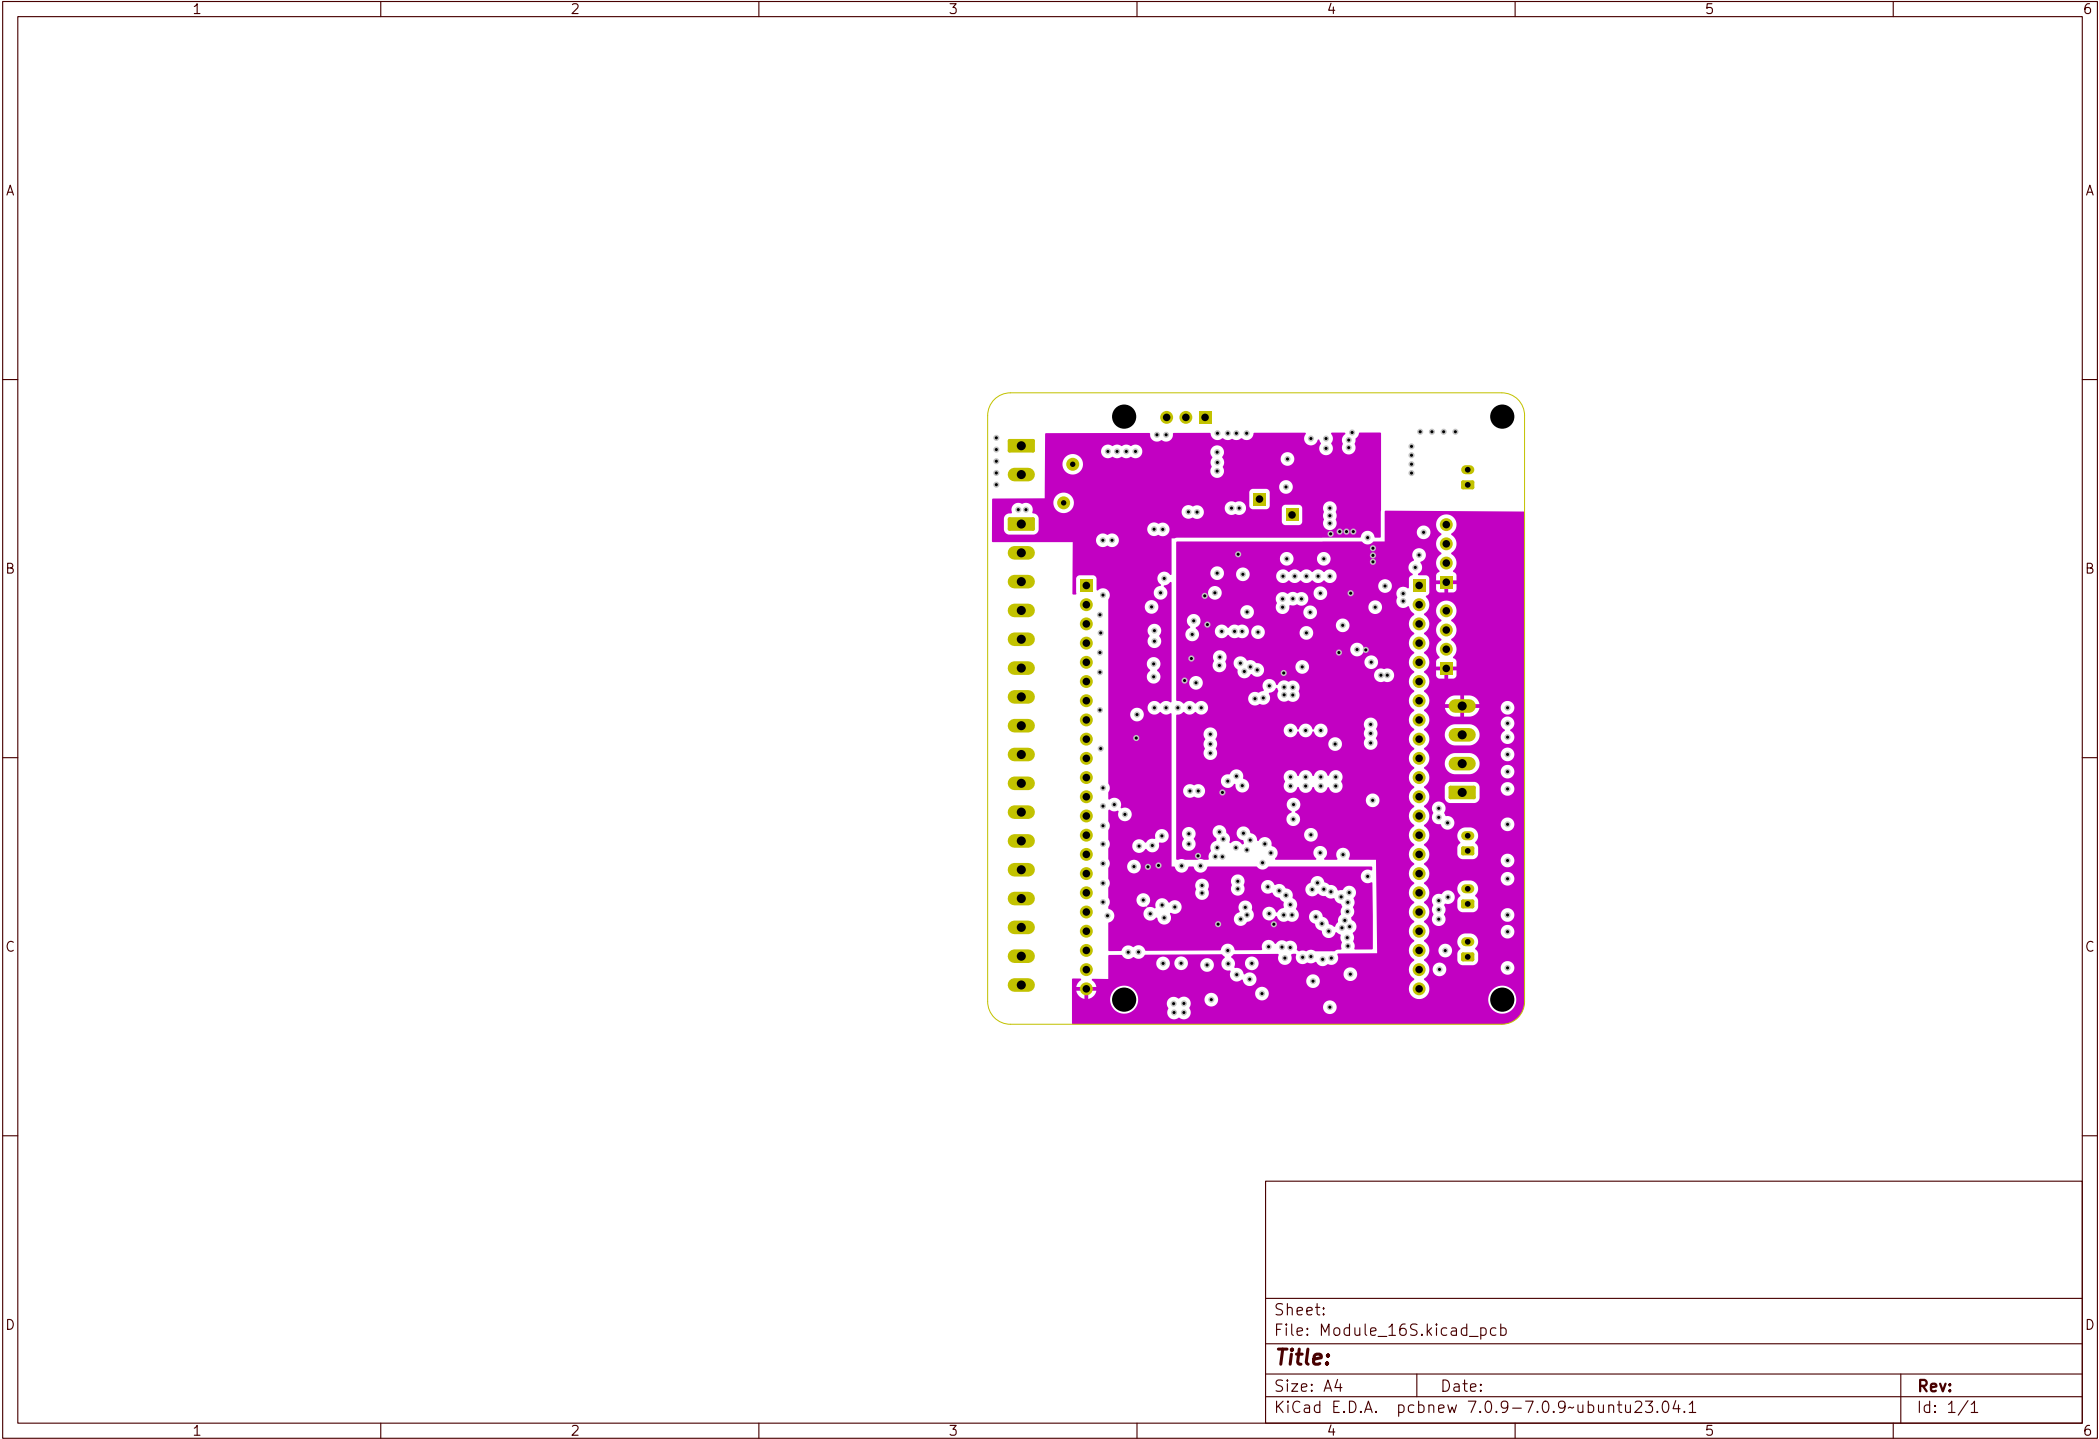 1 2 3 4 5 6
A A
B B
C C
D D
Sheet:
File: Module_16S.kicad_pcb
Title:
Size: A4 Date: Rev:
KiCad E.D.A. pcbnew 7.0.9-7.0.9~ubuntu23.04.1 Id: 1/1
1 2 3 4 5 6